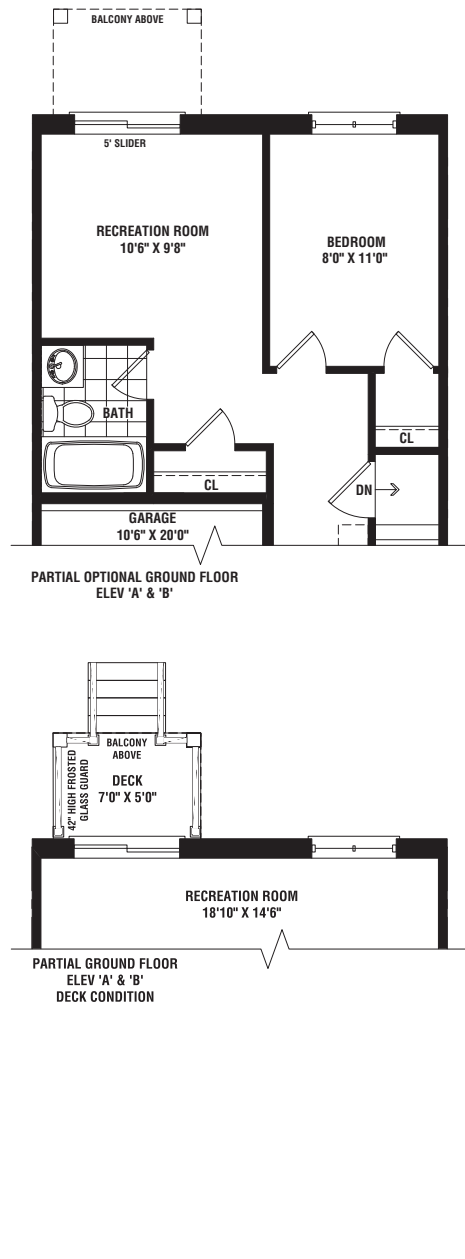 BALCONY ABOVE
5' SLIDER
RECREATION ROOM
10'6" X 9'8"
BEDROOM
8'0" X 11'0"
BATH
CL
CL
DN
GARAGE
10'6" X 20'0"
PARTIAL OPTIONAL GROUND FLOOR
ELEV 'A' & 'B'
BALCONY
ABOVE
DECK
7'0" X 5'0"
42" HIGH FROSTED
GLASS GUARD
RECREATION ROOM
18'10" X 14'6"
PARTIAL GROUND FLOOR
ELEV 'A' & 'B'
DECK CONDITION